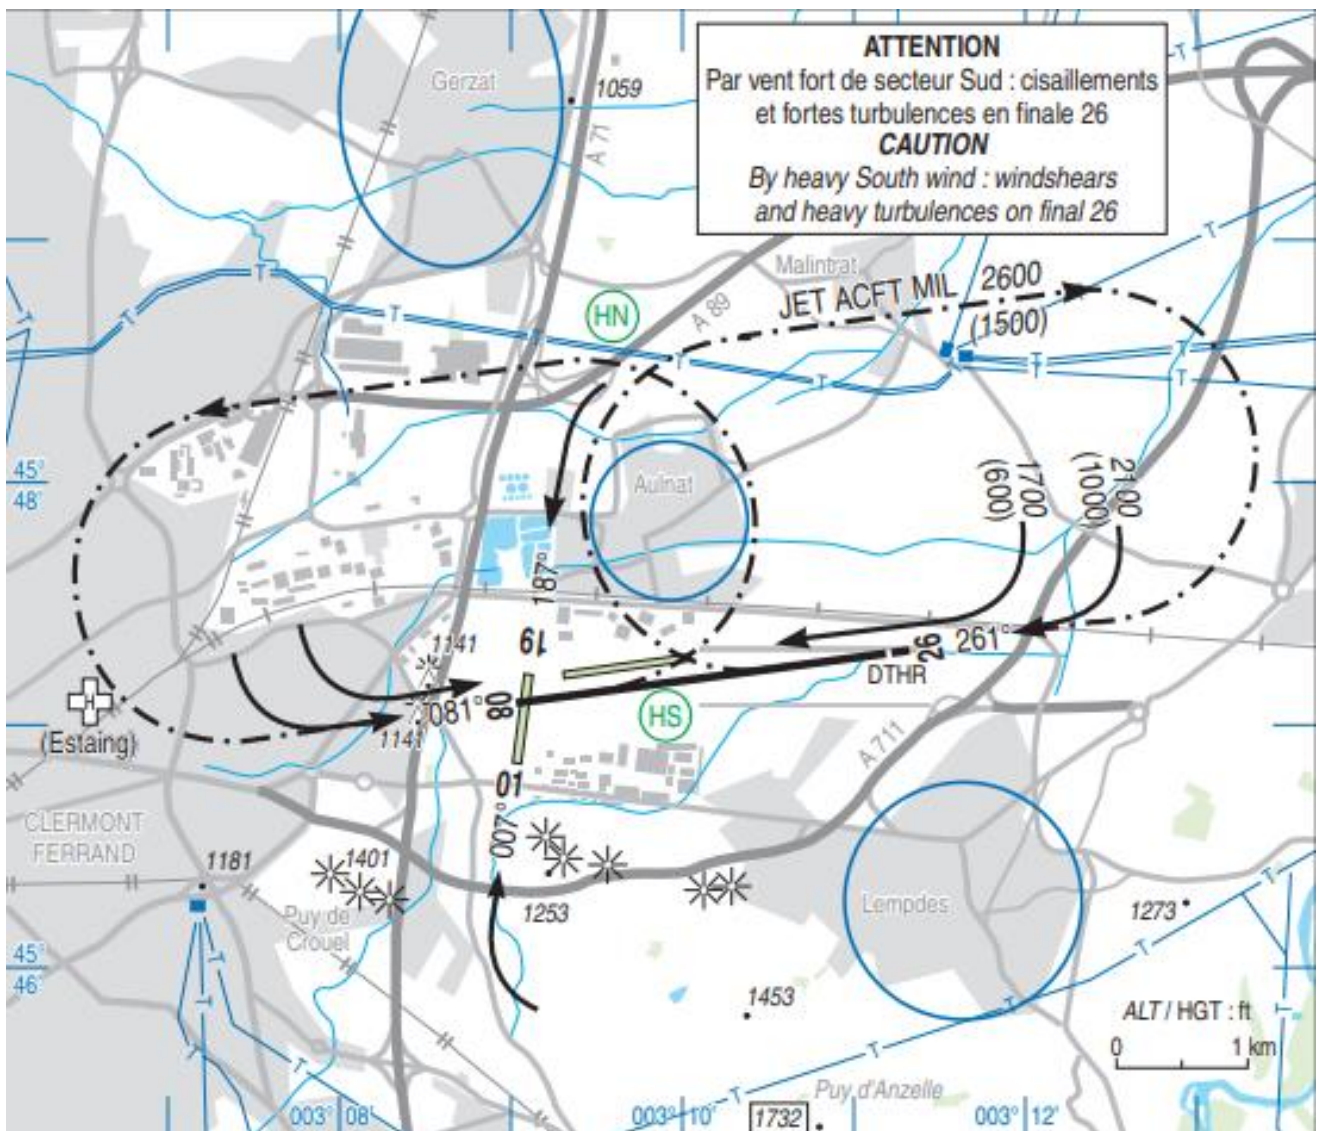 ATTENTION
Par vent fort de secteur Sud : cisaillements
et fortes turbulences en finale 26
CAUTION
By heavy South wind : windshears
and heavy turbulences on final 26
Gerzat
1059
A 71
T
T
Malintrat
JET ACFT MIL 2600
(1500)
HN
A 89
T
T
T
T
T
T
T
T
45°
48'
Aulnat
1700
(600)
2100
(1000)
187°
19
1141
26
261°
DTHR
081°
08
HS
1141
(Estaing)
A 711
01
007°
CLERMONT
FERRAND
1181
1401
Puy de
Crouel
1253
Lempdes
1273
T
T
45°
46'
1453
T
T
T
T
T
T
ALT / HGT : ft
0 1 km
Puy d'Anzelle
003° 08'
003° 10'
003° 12'
1732